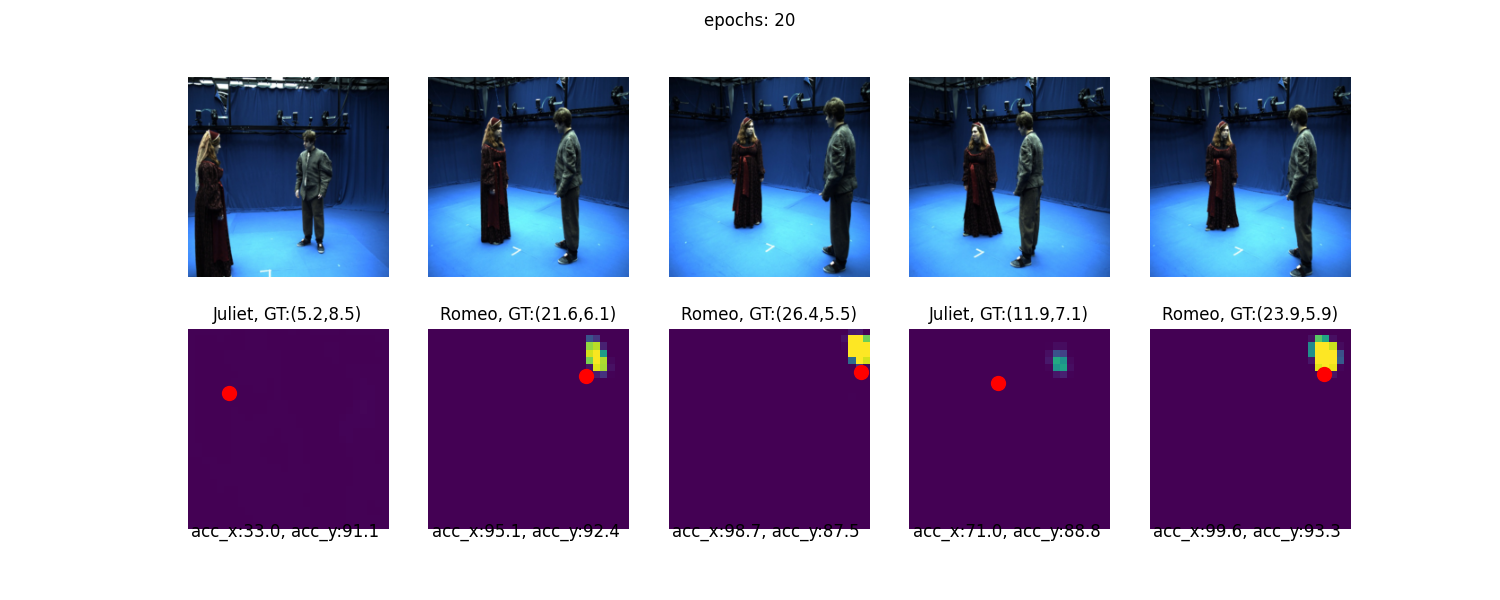 epochs: 20
Juliet, GT:(5.2,8.5)
Romeo, GT:(21.6,6.1)
Romeo, GT:(26.4,5.5)
Juliet, GT:(11.9,7.1)
Romeo, GT:(23.9,5.9)
acc_x:33.0, acc_y:91.1
acc_x:95.1, acc_y:92.4
acc_x:98.7, acc_y:87.5
acc_x:71.0, acc_y:88.8
acc_x:99.6, acc_y:93.3